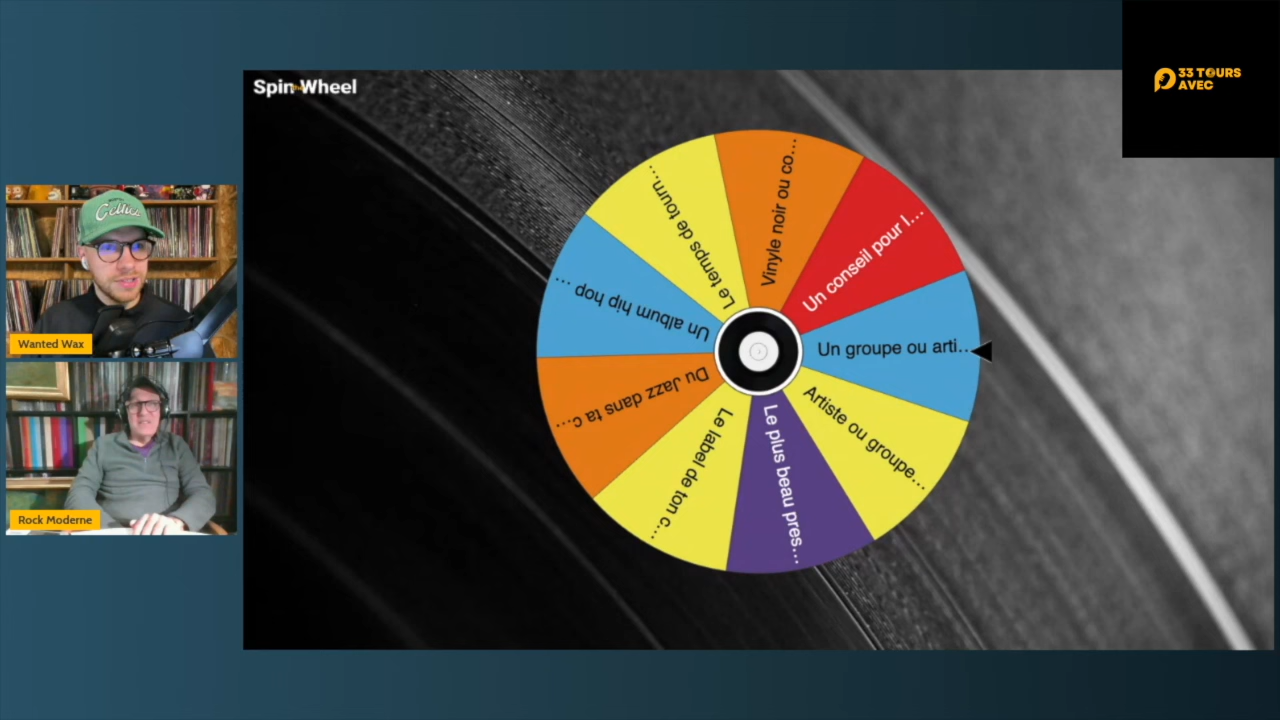 Spin The Wheel
33 TOURS
AVEC
Celtics
Wanted Wax
Rock Moderne
Le temps de tourn...
Vinyle noir ou co...
Un conseil pour l...
Un groupe ou arti...
Artiste ou groupe...
Le plus beau pres...
Le label de ton c...
Du Jazz dans ta c...
Un album hip hop ...